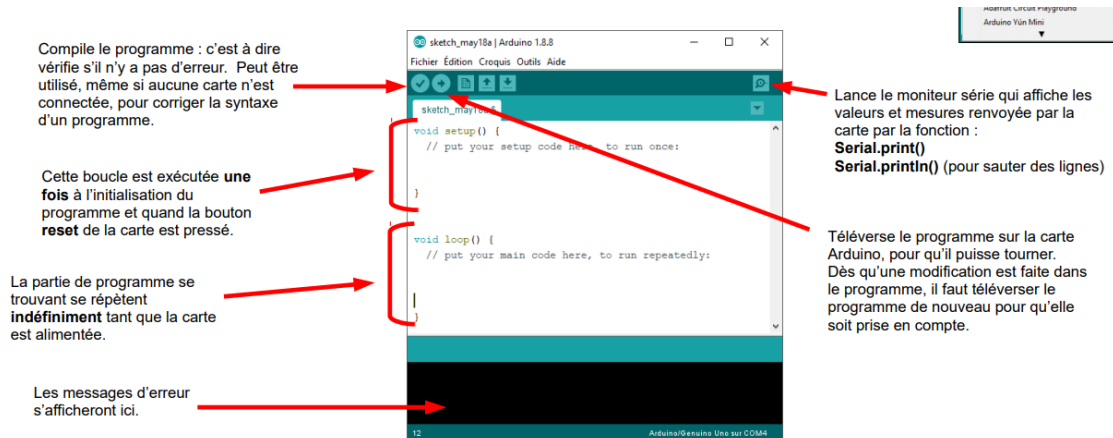 Adafruit Circuit Playground
Arduino Yún Mini
Compile le programme : c'est à dire
vérifie s'il n'y a pas d'erreur.  Peut être
utilisé, même si aucune carte n'est
connectée, pour corriger la syntaxe
d'un programme.
Cette boucle est exécutée une
fois à l'initialisation du
programme et quand la bouton
reset de la carte est pressé.
La partie de programme se
trouvant se répètent
indéfiniment tant que la carte
est alimentée.
Les messages d'erreur
s'afficheront ici.
sketch_may18a | Arduino 1.8.8
Fichier Édition Croquis Outils Aide
sketch_may18a
void setup() {
// put your setup code here, to run once:
}
void loop() {
// put your main code here, to run repeatedly:
}
12
Arduino/Genuino Uno sur COM4
Lance le moniteur série qui affiche les
valeurs et mesures renvoyée par la
carte par la fonction :
Serial.print()
Serial.println() (pour sauter des lignes)
Téléverse le programme sur la carte
Arduino, pour qu'il puisse tourner.
Dès qu'une modification est faite dans
le programme, il faut téléverser le
programme de nouveau pour qu'elle
soit prise en compte.